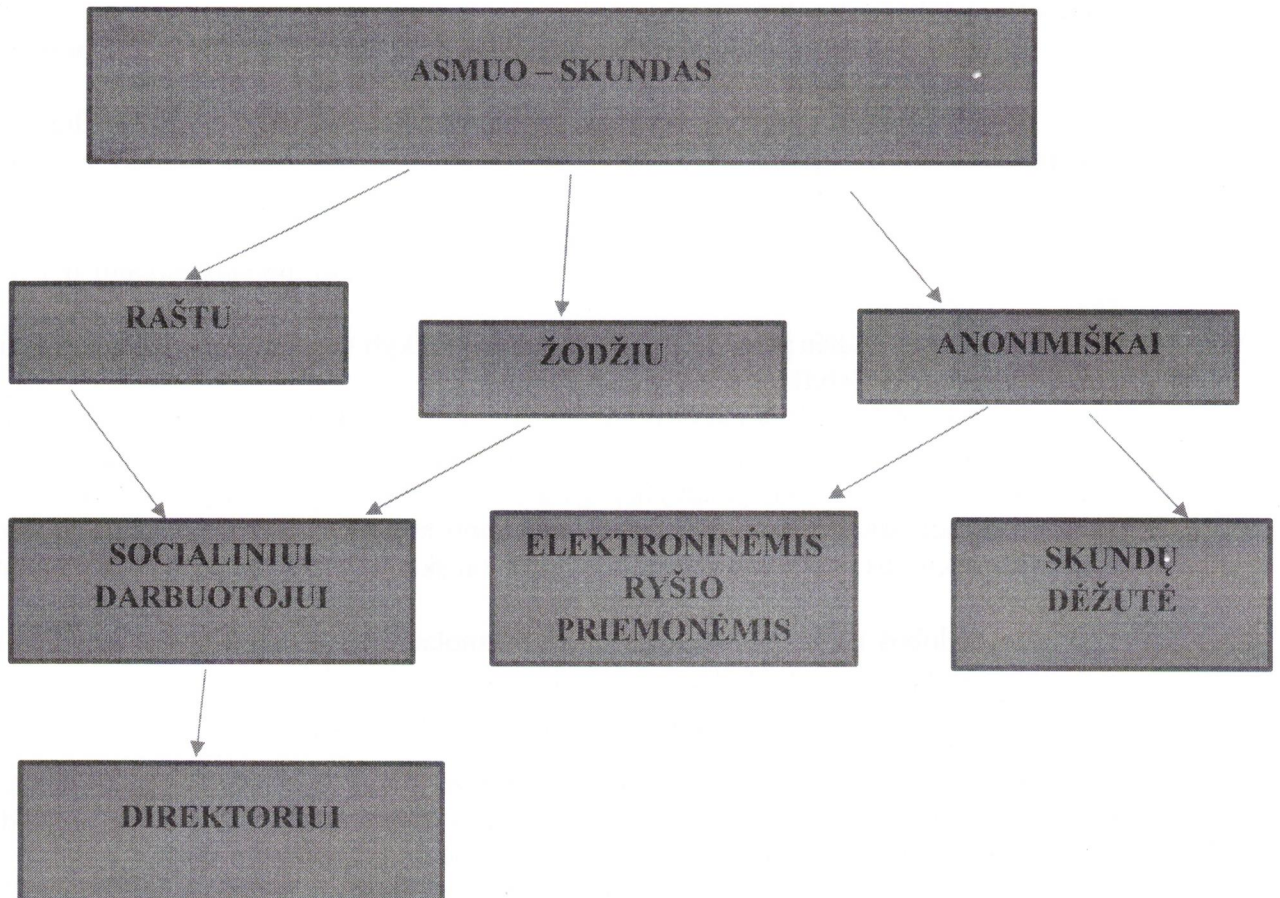 ASMUO – SKUNDAS
RAŠTU
ŽODŽIU
ANONIMIŠKAI
SOCIALINIUI
DARBUOTOJUI
ELEKTRONINĖMIS
RYŠIO
PRIEMONĖMIS
SKUNDŲ
DĖŽUTĖ
DIREKTORIUI